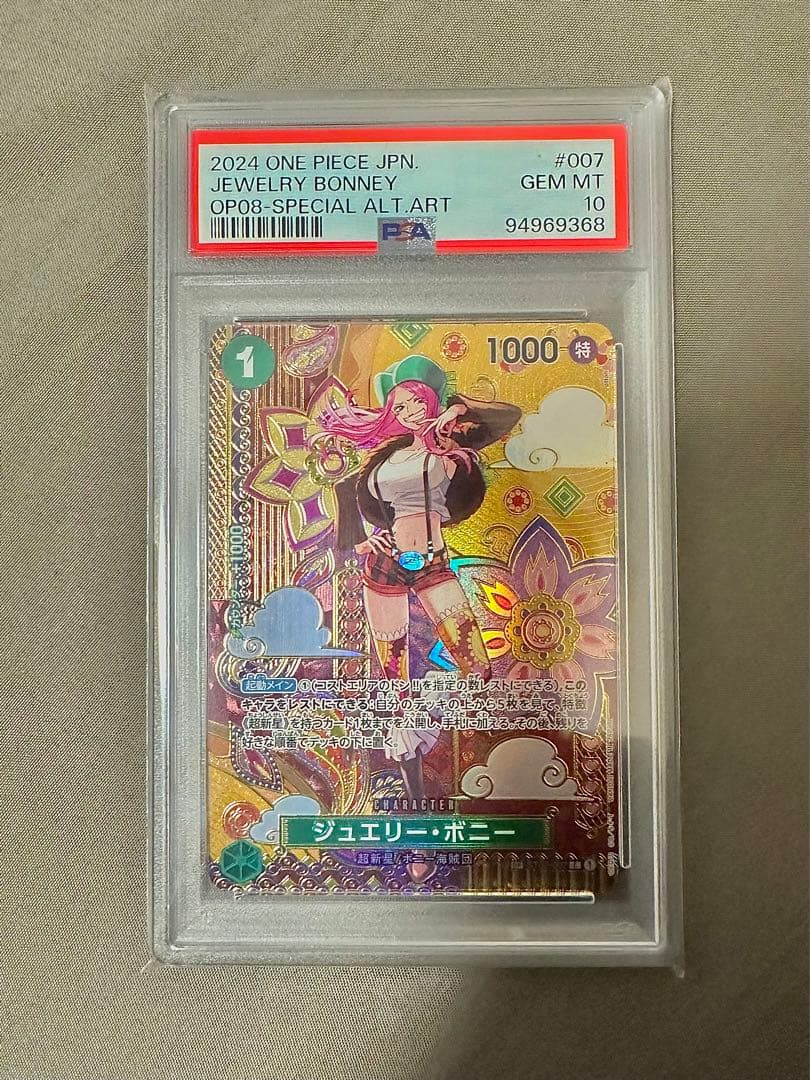 2024 ONE PIECE JPN.
#007
JEWELRY BONNEY
GEM MT
OP08-SPECIAL ALT.ART
10
PSA
94969368
1
1000
特
カウンター+1000
起動メイン ①(コストエリアのドン!!を指定の数レストにできる),この
キャラをレストにできる:自分のデッキの上から5枚を見て、特徴
《超新星》を持つカード1枚までを公開し、手札に加える。その後、残りを
好きな順番でデッキの下に置く。
CHARACTER
ジュエリー・ボニー
超新星/ボニー海賊団